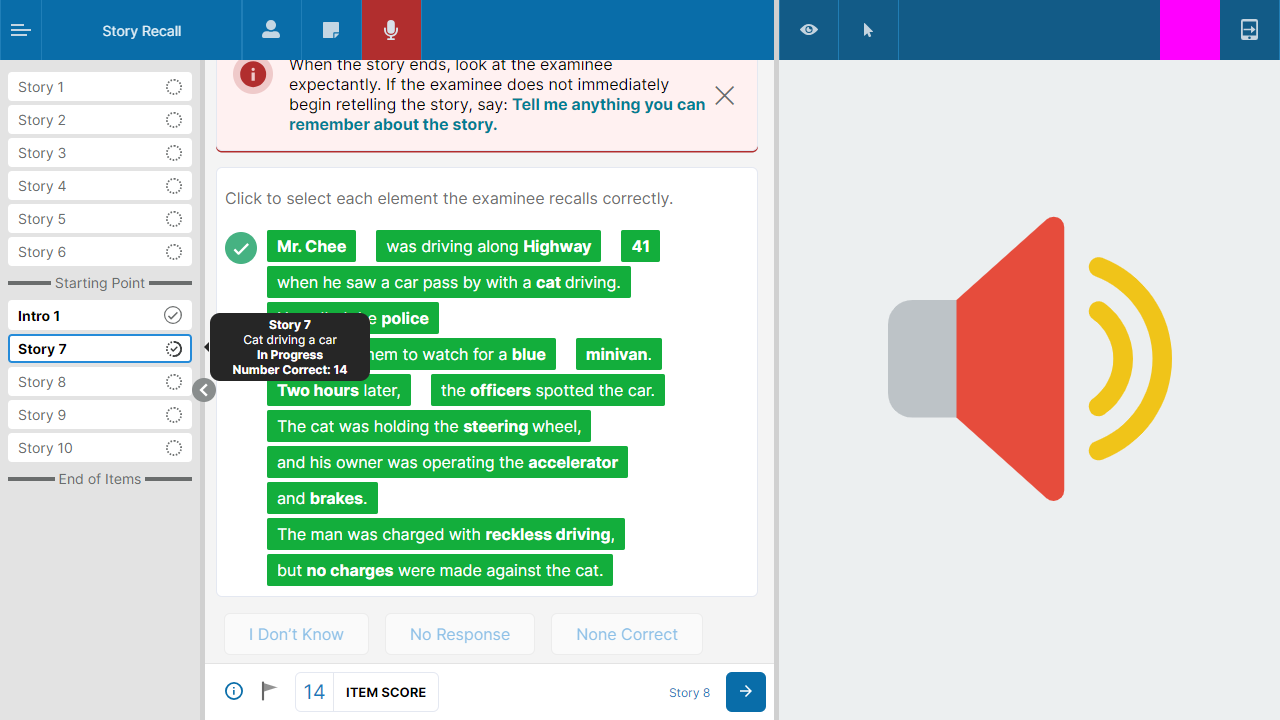 Story Recall
Story 1
Story 2
Story 3
Story 4
Story 5
Story 6
Starting Point
Intro 1
Story 7
Story 8
Story 9
Story 10
End of Items
Story 7
Cat driving a car
In Progress
Number Correct: 14
When the story ends, look at the examinee
expectantly. If the examinee does not immediately
begin retelling the story, say: Tell me anything you can
remember about the story.
Click to select each element the examinee recalls correctly.
Mr. Chee was driving along Highway 41
when he saw a car pass by with a cat driving.
police
to watch for a blue minivan.
Two hours later, the officers spotted the car.
The cat was holding the steering wheel,
and his owner was operating the accelerator
and brakes.
The man was charged with reckless driving,
but no charges were made against the cat.
I Don’t Know No Response None Correct
14 ITEM SCORE Story 8